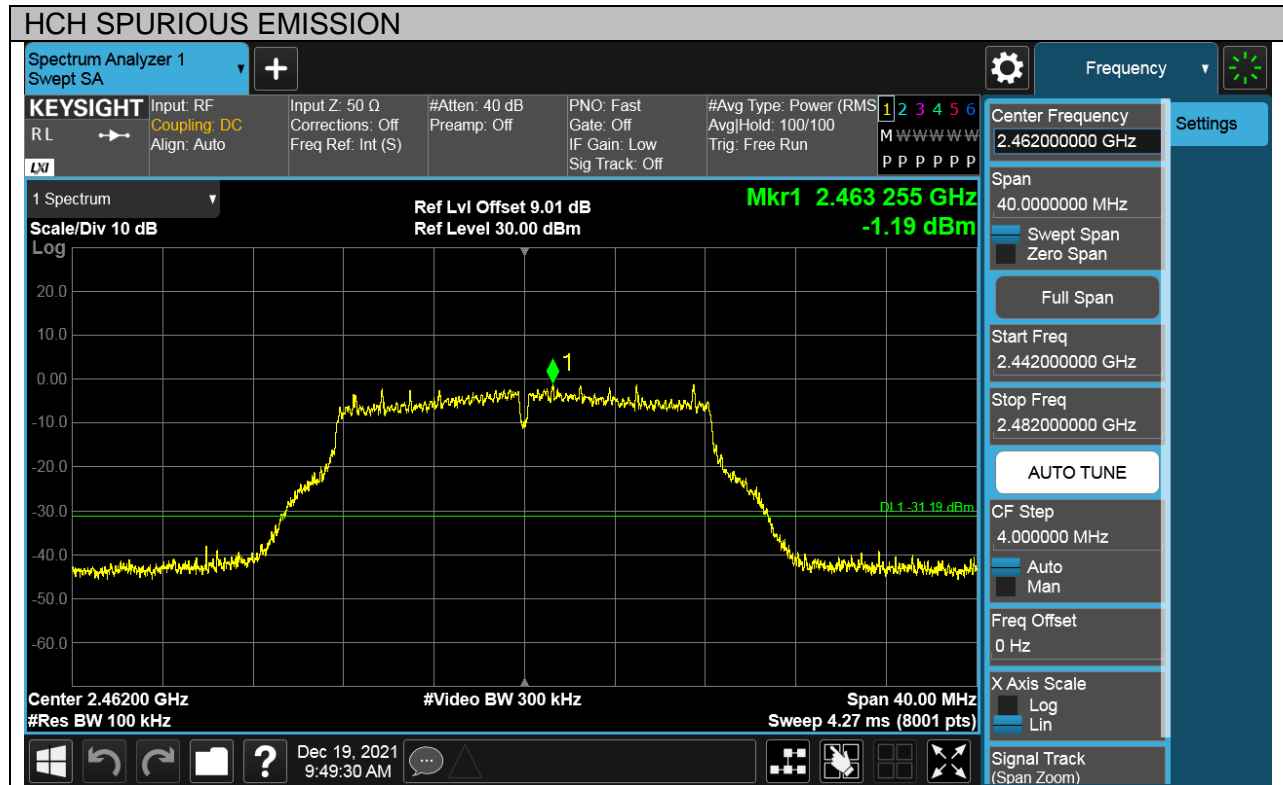 HCH SPURIOUS EMISSION
Spectrum Analyzer 1
Swept SA
+
Frequency
KEYSIGHT
R L
LXI
Input: RF
Coupling: DC
Align: Auto
Input Z: 50 Ω
Corrections: Off
Freq Ref: Int (S)
#Atten: 40 dB
Preamp: Off
PNO: Fast
Gate: Off
IF Gain: Low
Sig Track: Off
#Avg Type: Power (RMS
Avg|Hold: 100/100
Trig: Free Run
1 2 3 4 5 6
M W W W W W
P P P P P P
1 Spectrum
Scale/Div 10 dB
Ref Lvl Offset 9.01 dB
Ref Level 30.00 dBm
Mkr1 2.463 255 GHz
-1.19 dBm
Log
20.0
10.0
0.00
-10.0
-20.0
-30.0
-40.0
-50.0
-60.0
1
DL1 -31.19 dBm
Center 2.46200 GHz
#Res BW 100 kHz
#Video BW 300 kHz
Span 40.00 MHz
Sweep 4.27 ms (8001 pts)
?
Dec 19, 2021
9:49:30 AM
Center Frequency
2.462000000 GHz
Settings
Span
40.0000000 MHz
Swept Span
Zero Span
Full Span
Start Freq
2.442000000 GHz
Stop Freq
2.482000000 GHz
AUTO TUNE
CF Step
4.000000 MHz
Auto
Man
Freq Offset
0 Hz
X Axis Scale
Log
Lin
Signal Track
(Span Zoom)